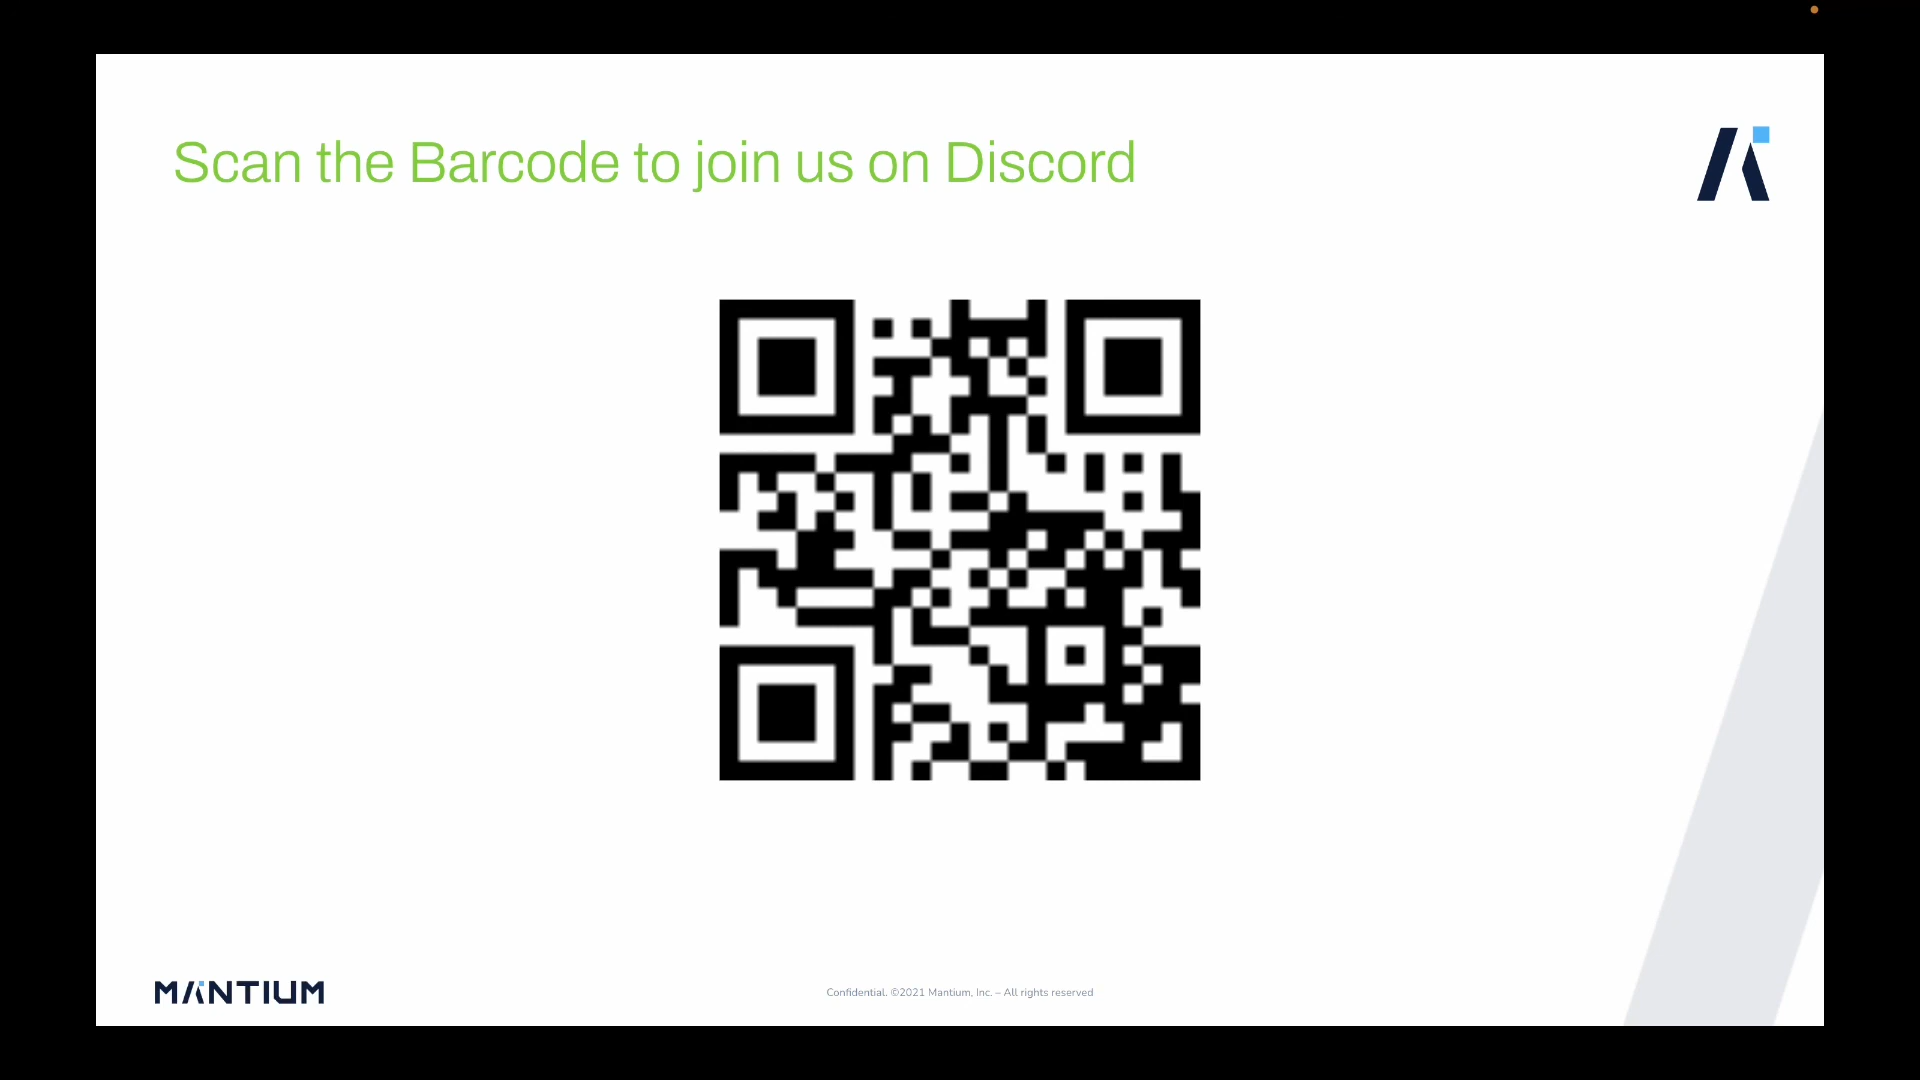 Scan the Barcode to join us on Discord
MANTIUM
Confidential. ©2021 Mantium, Inc. – All rights reserved